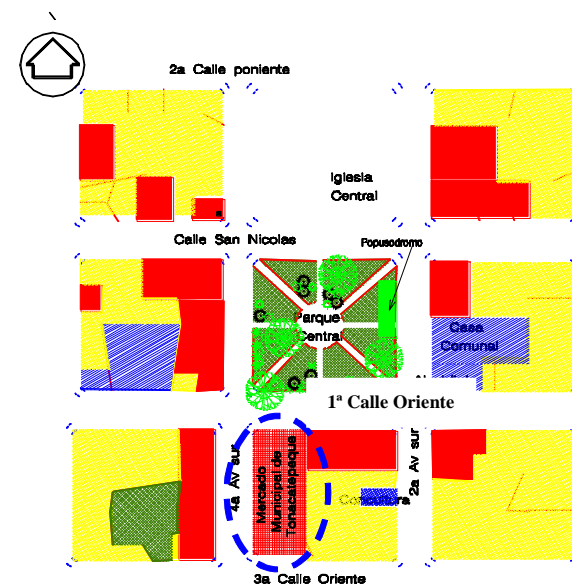 2a Calle poniente
Iglesia
Central
Calle San Nicolas
Popusodromo
Parque
Central
Casa
Comunal
1ª Calle Oriente
4a Av sur
Mercado
Municipal de
Tonacatepeque
2a Av sur
Concultura
3a Calle Oriente